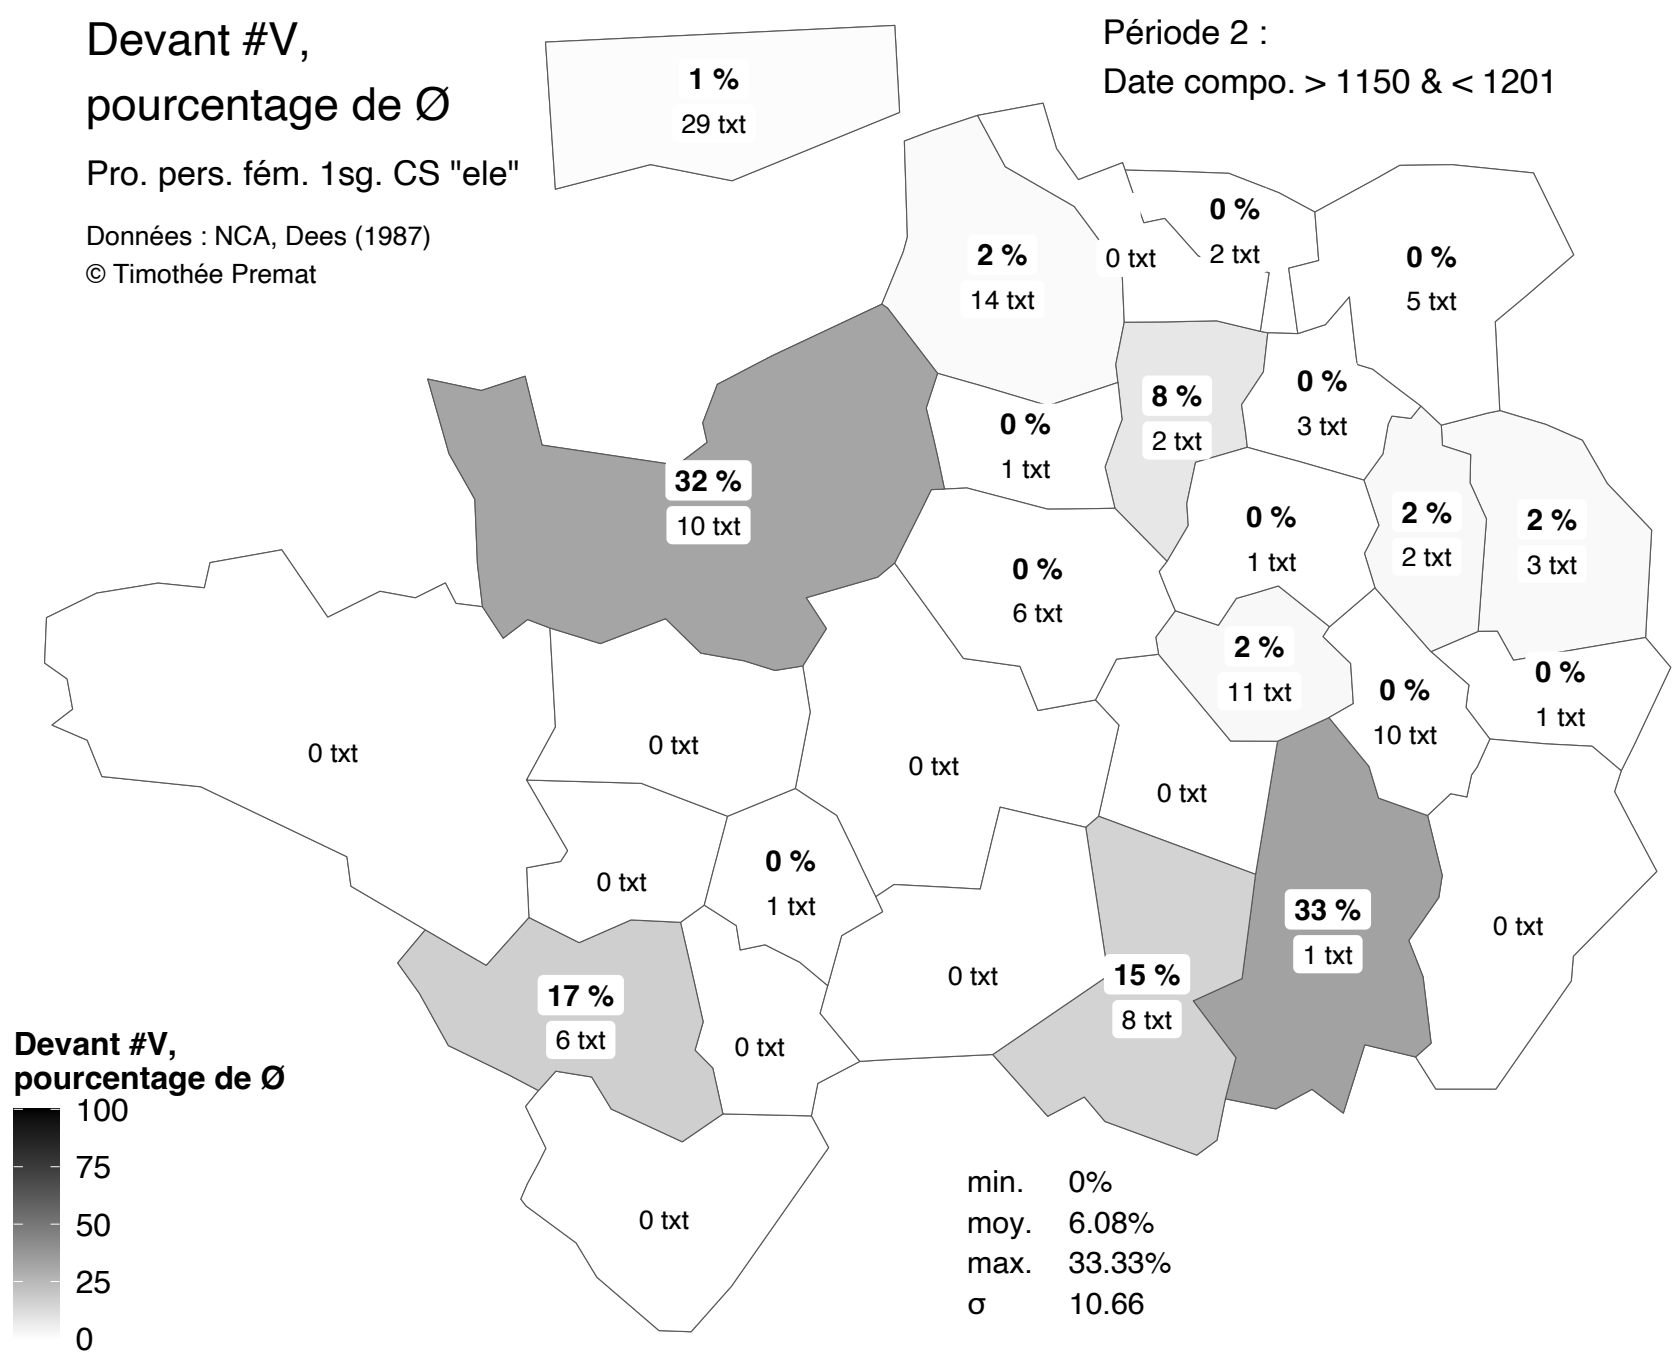 Devant #V,
pourcentage de Ø
Pro. pers. fém. 1sg. CS "ele"
Données : NCA, Dees (1987)
© Timothée Premat
Période 2 :
Date compo. > 1150 & < 1201
1 %
29 txt
2 %
14 txt
0 txt
0 %
2 txt
0 %
5 txt
32 %
10 txt
0 %
1 txt
8 %
2 txt
0 %
3 txt
0 %
6 txt
0 %
1 txt
2 %
2 txt
2 %
3 txt
2 %
11 txt
0 %
10 txt
0 %
1 txt
0 txt
0 txt
0 txt
0 txt
0 txt
0 %
1 txt
33 %
1 txt
0 txt
17 %
6 txt
0 txt
0 txt
15 %
8 txt
0 txt
Devant #V,
pourcentage de Ø
100
75
50
25
0
min. 0%
moy. 6.08%
max. 33.33%
σ 10.66